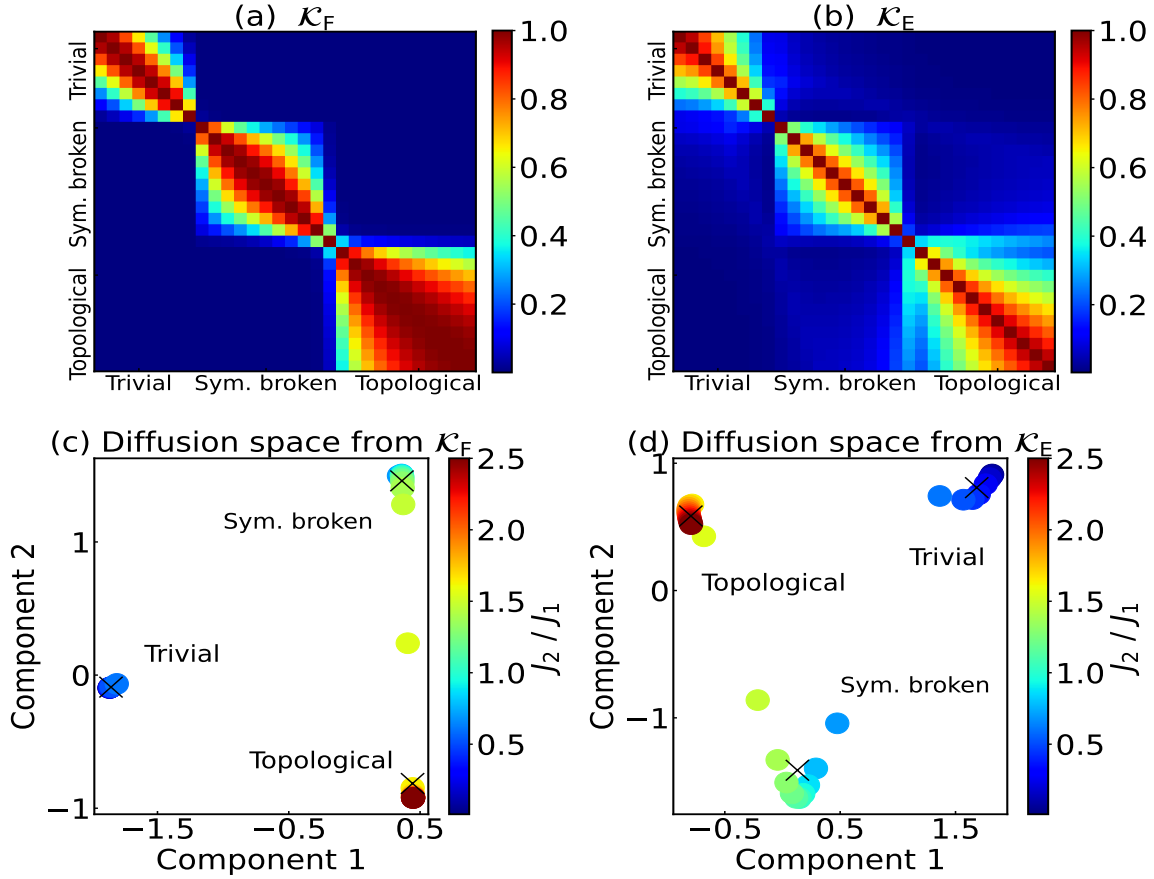 (a) 𝒦F
Trivial
Sym. broken
Topological
Trivial
Sym. broken
Topological
1.0
0.8
0.6
0.4
0.2
(b) 𝒦E
Trivial
Sym. broken
Topological
Trivial
Sym. broken
Topological
1.0
0.8
0.6
0.4
0.2
(c) Diffusion space from 𝒦F
Component 2
1
0
−1
Sym. broken
Trivial
Topological
−1.5
−0.5
0.5
Component 1
2.5
2.0
1.5
1.0
0.5
J2 / J1
(d) Diffusion space from 𝒦E
Component 2
1
0
−1
Trivial
Topological
Sym. broken
−0.5
0.5
1.5
Component 1
2.5
2.0
1.5
1.0
0.5
J2 / J1